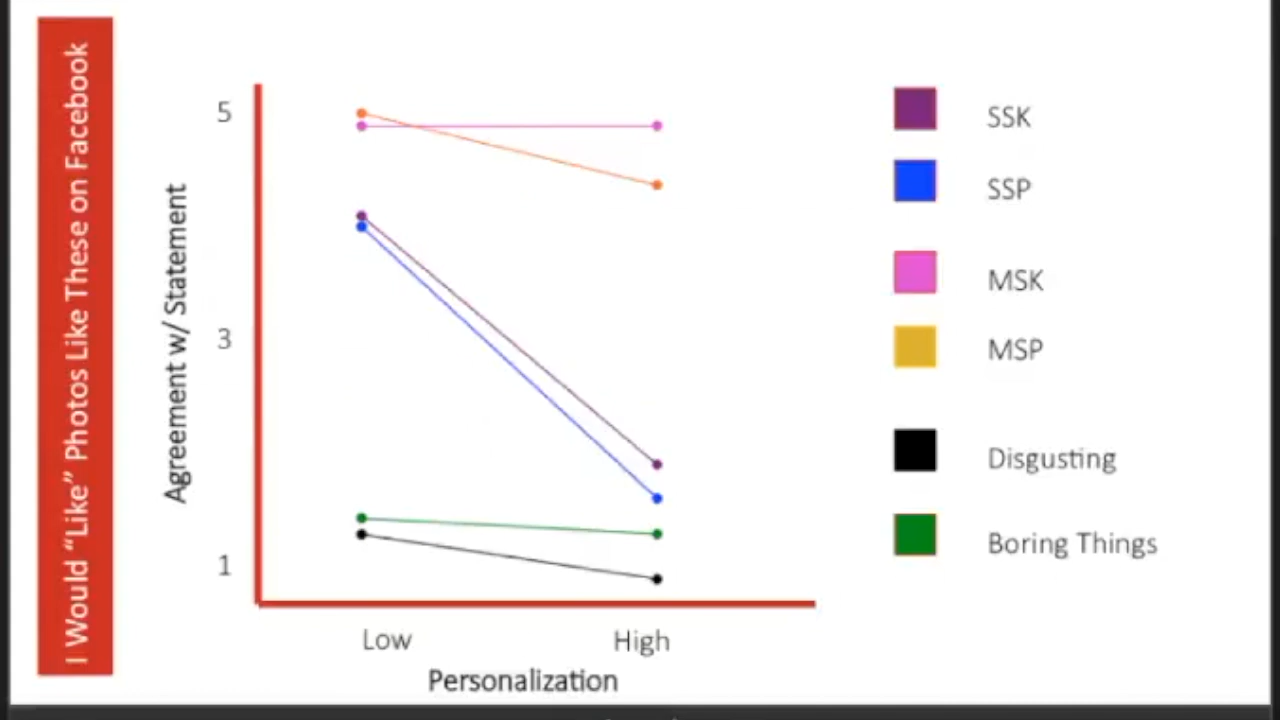 I Would “Like” Photos Like These on Facebook
Agreement w/ Statement
5
3
1
Low
High
Personalization
SSK
SSP
MSK
MSP
Disgusting
Boring Things